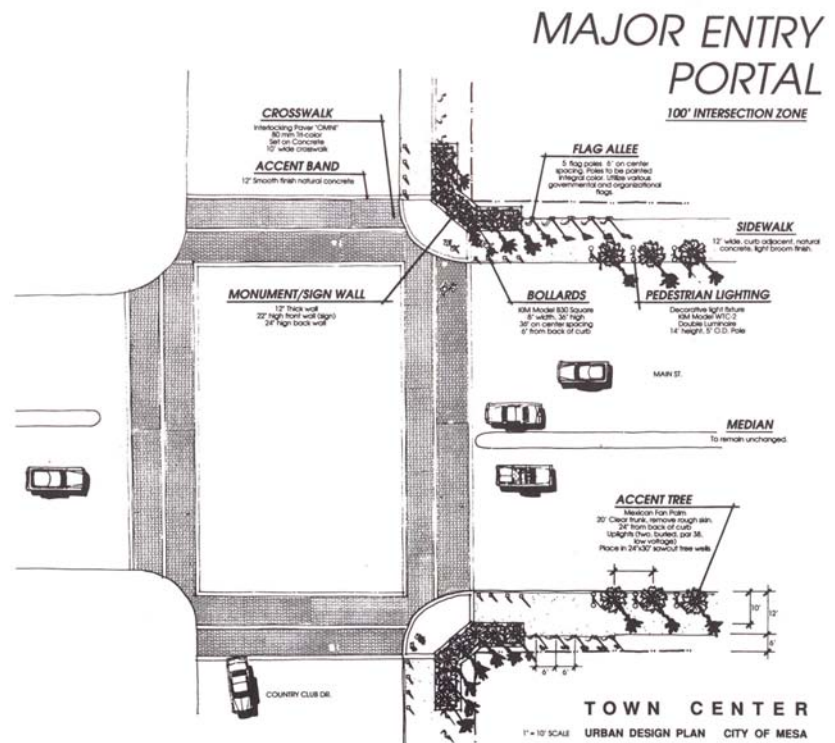 MAJOR ENTRY
PORTAL
100' INTERSECTION ZONE
CROSSWALK
Interlocking Paver "OMNI"
80 mm Tri-color
Set on Concrete
10' wide crosswalk
ACCENT BAND
12" Smooth finish natural concrete
FLAG ALLEE
5 flag poles 6' on center
spacing. Poles to be painted
integral color. Utilize various
governmental and organizational
flags.
SIDEWALK
12' wide, curb adjacent, natural
concrete, light broom finish.
MONUMENT/SIGN WALL
12" Thick wall
22" high front wall (sign)
24" high back wall
BOLLARDS
KIM Model B30 Square
8" width, 36" high
36" on center spacing
6" from back of curb
PEDESTRIAN LIGHTING
Decorative light fixture
KIM Model WTC-2
Double Luminaire
14' height, 5" O.D. Pole
MAIN ST.
MEDIAN
To remain unchanged.
ACCENT TREE
Mexican Fan Palm
20' Clear trunk, remove rough skin.
24" from back of curb
Uplights (two, buried, par 38,
low voltage)
Place in 24"x30" sawcut tree wells
10'
12'
6'
6'
6'
COUNTRY CLUB DR.
TOWN CENTER
1" = 10' SCALE URBAN DESIGN PLAN CITY OF MESA